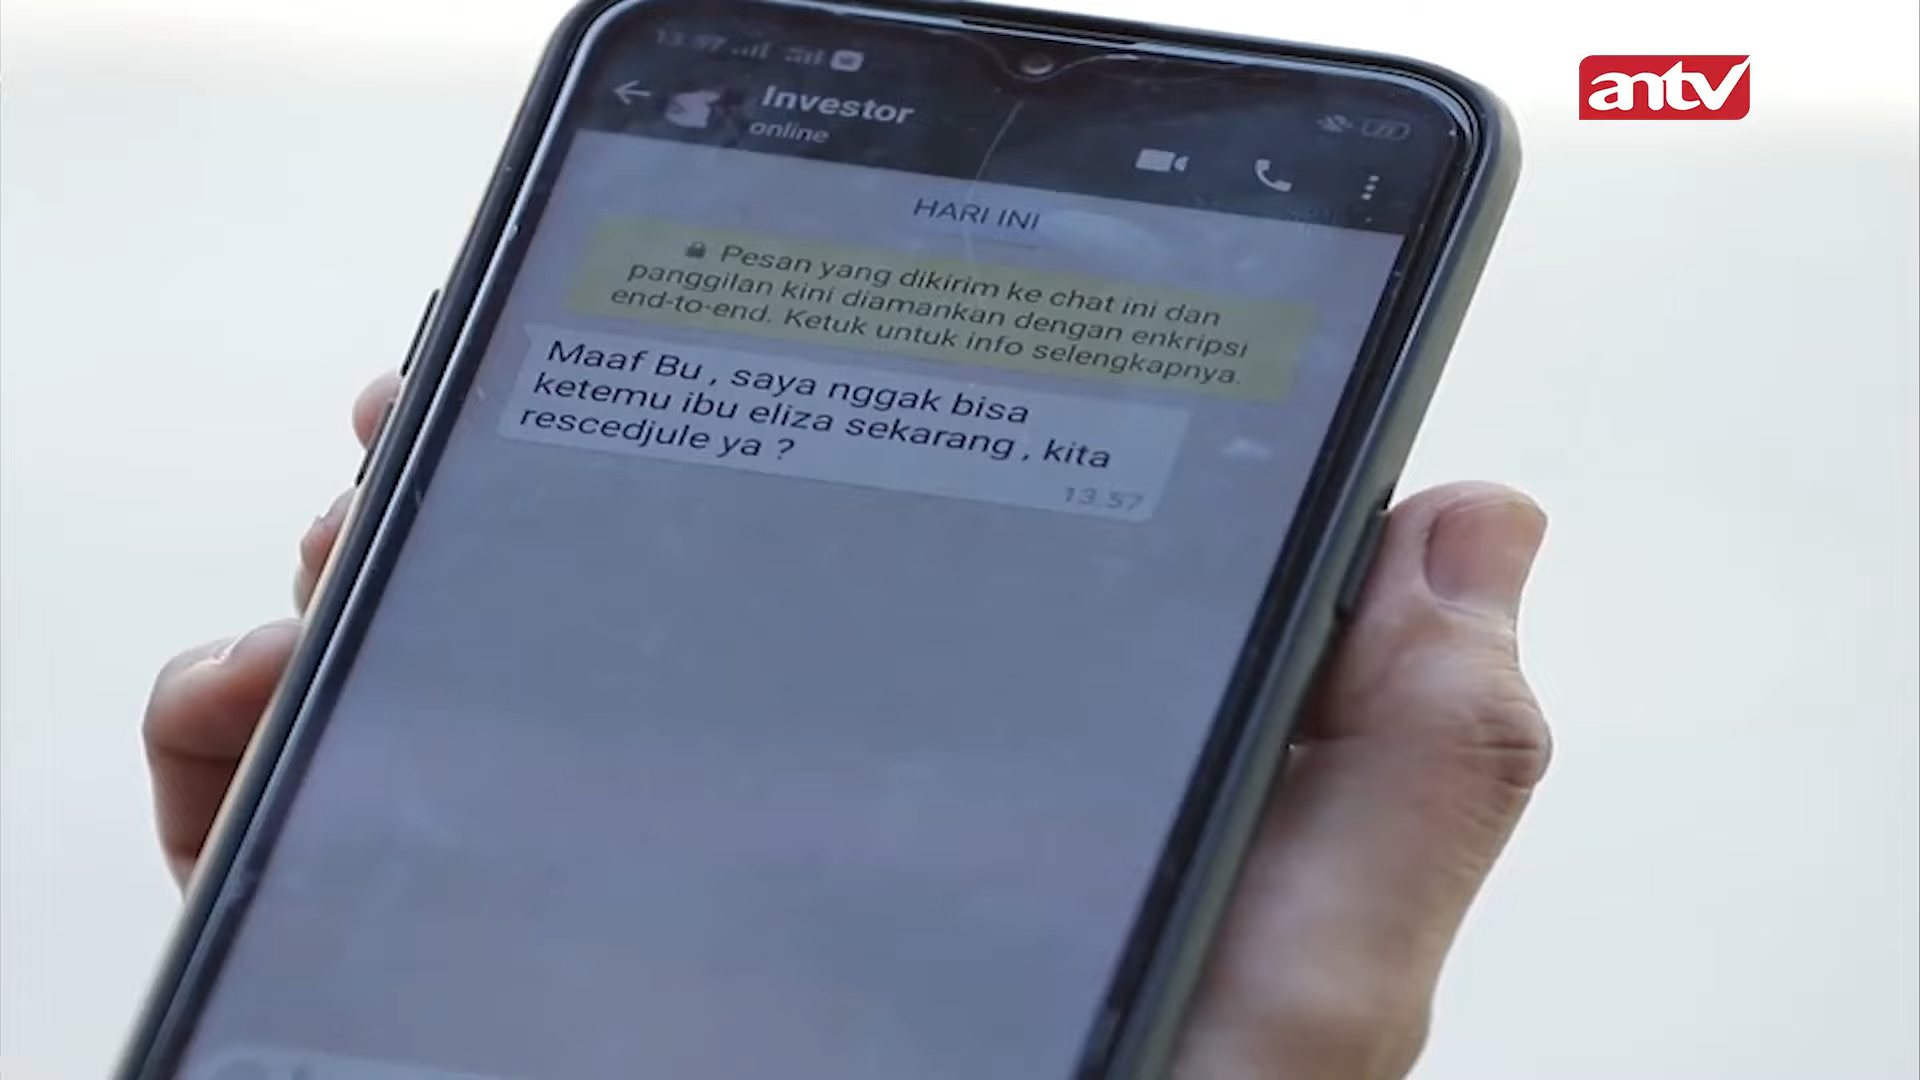 antv
13.57
Investor
online
HARI INI
Pesan yang dikirim ke chat ini dan
panggilan kini diamankan dengan enkripsi
end-to-end. Ketuk untuk info selengkapnya.
Maaf Bu , saya nggak bisa
ketemu ibu eliza sekarang , kita
rescedjule ya ?
13.57